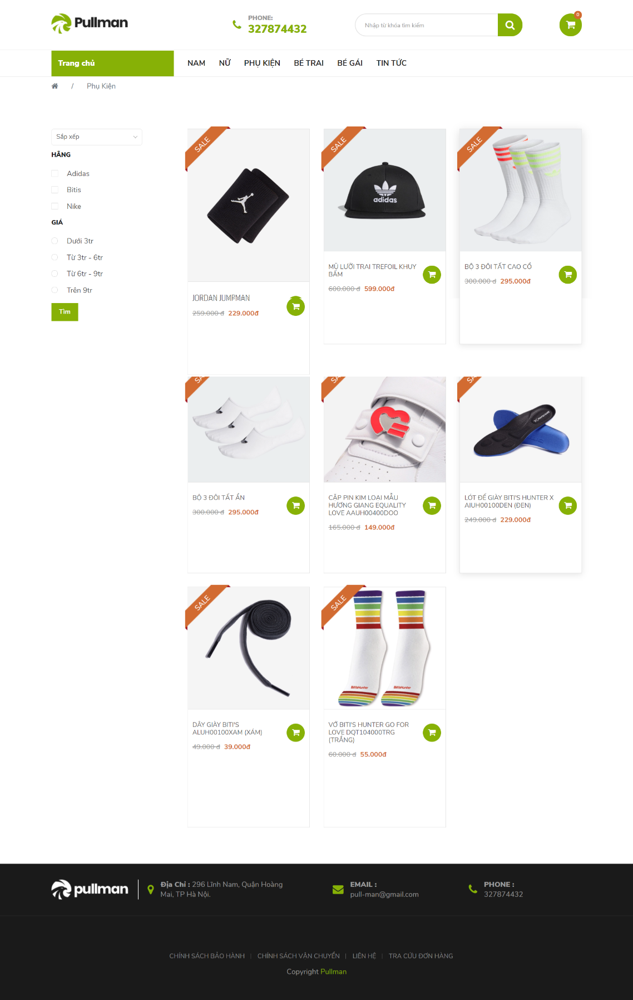 Pullman
PHONE:
327874432
Nhập từ khóa tìm kiếm
0
Trang chủ
NAM
NỮ
PHỤ KIỆN
BÉ TRAI
BÉ GÁI
TIN TỨC
/
Phụ Kiện
Sắp xếp
HÃNG
Adidas
Bitis
Nike
GIÁ
Dưới 3tr
Từ 3tr - 6tr
Từ 6tr - 9tr
Trên 9tr
Tìm
SALE
JORDAN JUMPMAN
259.000 đ 229.000đ
SALE
adidas
MŨ LƯỠI TRAI TREFOIL KHUY
BẤM
600.000 đ 599.000đ
SALE
BỘ 3 ĐÔI TẤT CAO CỔ
300.000 đ 295.000đ
SA
BỘ 3 ĐÔI TẤT ẨN
300.000 đ 295.000đ
SA
CẶP PIN KIM LOẠI MẪU
HƯƠNG GIANG EQUALITY
LOVE AAUH00400DOO
165.000 đ 149.000đ
SA
LÓT ĐẾ GIÀY BITI'S HUNTER X
AIUH00100DEN (ĐEN)
249.000 đ 229.000đ
SALE
DÂY GIÀY BITI'S
ALUH00100XAM (XÁM)
49.000 đ 39.000đ
SALE
BitisHunter
BitisHunter
VỚ BITI'S HUNTER GO FOR
LOVE DQT104000TRG
(TRẮNG)
60.000 đ 55.000đ
pullman
Địa Chỉ : 296 Lĩnh Nam, Quận Hoàng
Mai, TP Hà Nội.
EMAIL :
pull-man@gmail.com
PHONE :
327874432
CHÍNH SÁCH BẢO HÀNH | CHÍNH SÁCH VẬN CHUYỂN | LIÊN HỆ | TRA CỨU ĐƠN HÀNG
Copyright Pullman